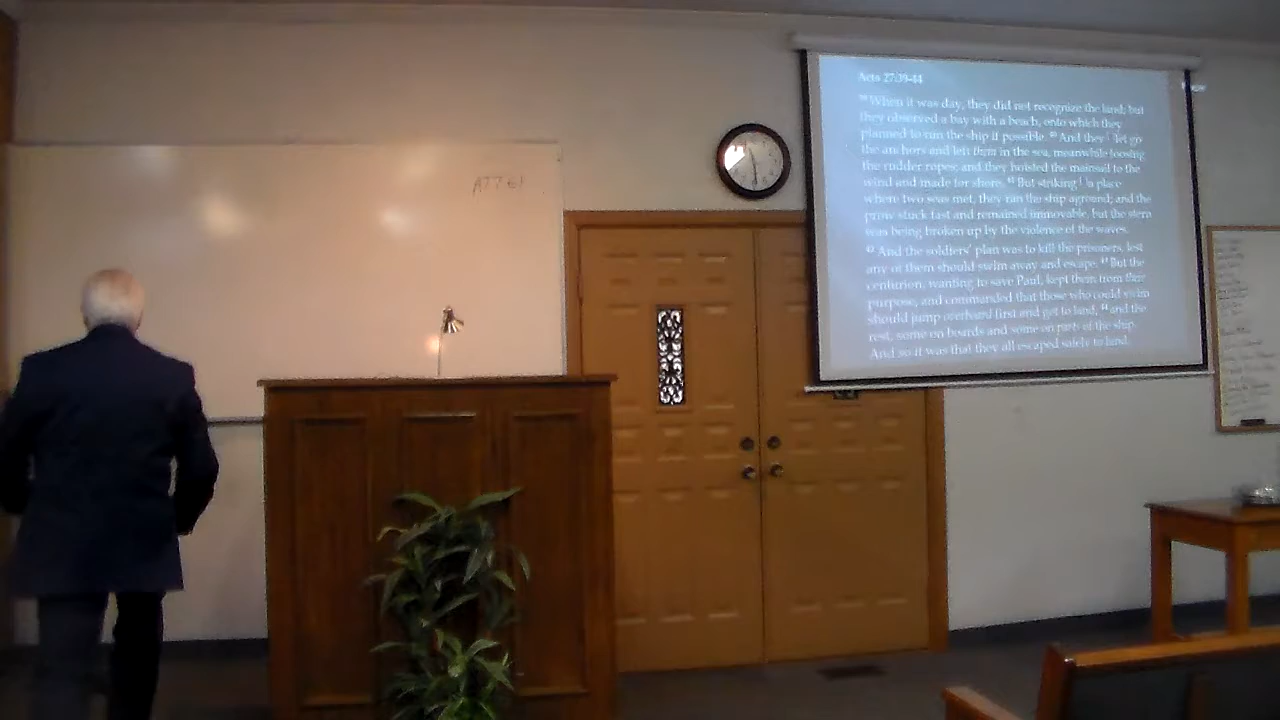 Acts 27:39-44
39 When it was day, they did not recognize the land; but
they observed a bay with a beach, onto which they
planned to run the ship if possible. 40 And they let go
the anchors and left them in the sea, meanwhile loosing
the rudder ropes; and they hoisted the mainsail to the
wind and made for shore. 41 But striking a place
where two seas met, they ran the ship aground; and the
prow stuck fast and remained immovable, but the stern
was being broken up by the violence of the waves.
42 And the soldiers' plan was to kill the prisoners, lest
any of them should swim away and escape. 43 But the
centurion, wanting to save Paul, kept them from their
purpose, and commanded that those who could swim
should jump overboard first and get to land, 44 and the
rest, some on boards and some on parts of the ship.
And so it was that they all escaped safely to land.